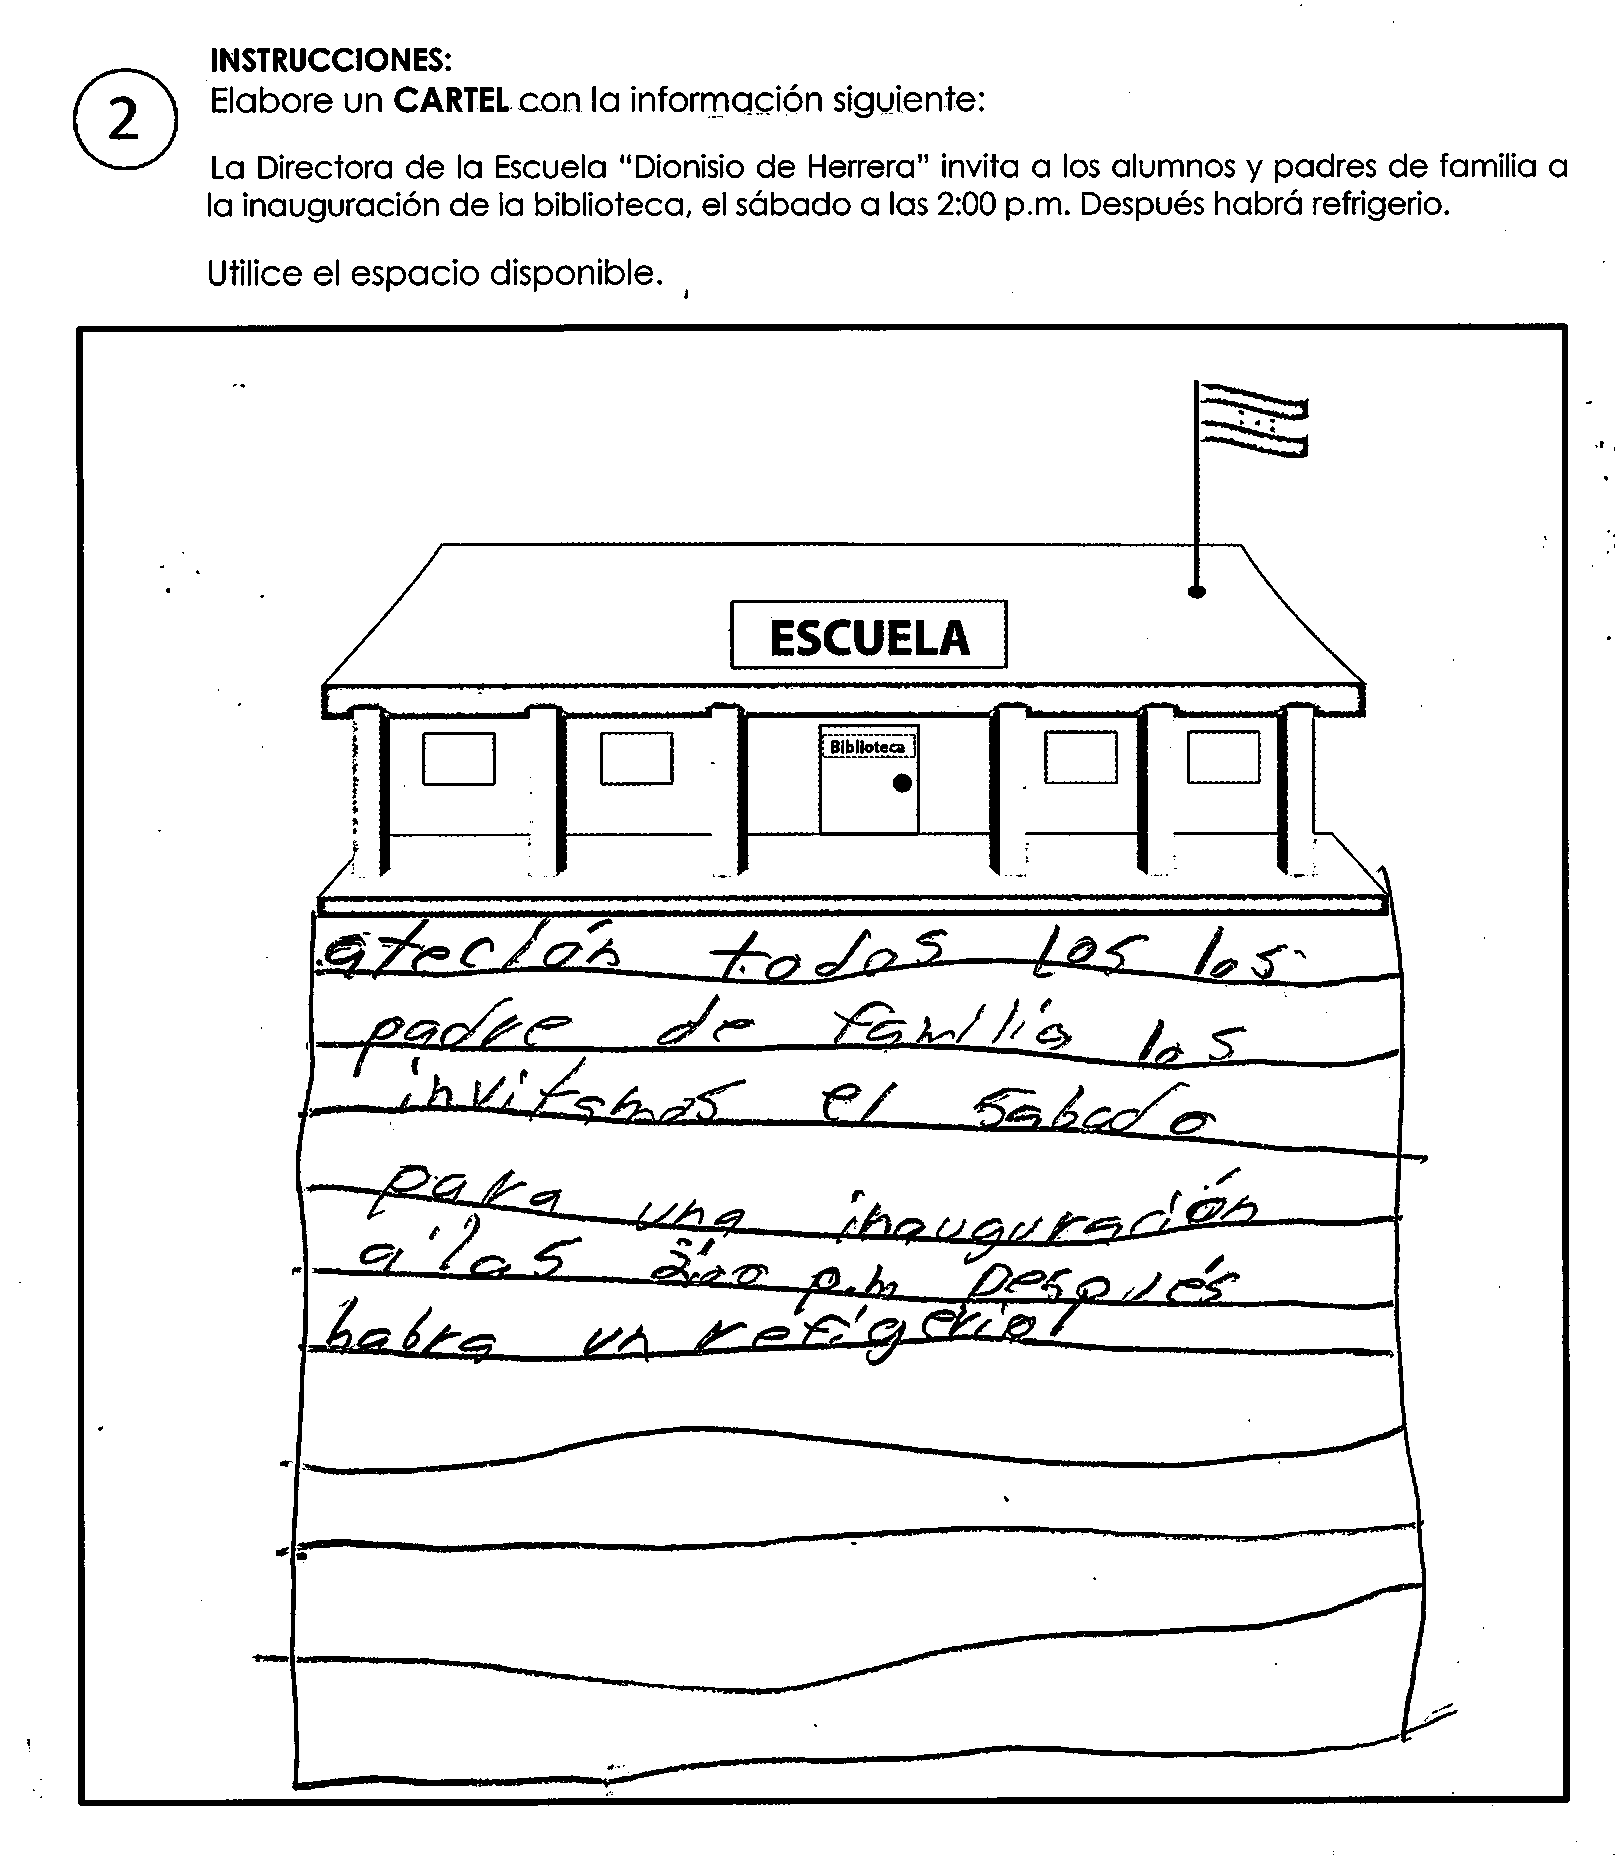 INSTRUCCIONES:
2
Elabore un CARTEL con la información siguiente:
La Directora de la Escuela "Dionisio de Herrera" invita a los alumnos y padres de familia a
la inauguración de la biblioteca, el sábado a las 2:00 p.m. Después habrá refrigerio.
Utilice el espacio disponible.
ESCUELA
Biblioteca
ateción todos los los
padre de familia los
invitamos el sabado
para una inauguración
a las 2:00 p.m Después
habra un refigerio